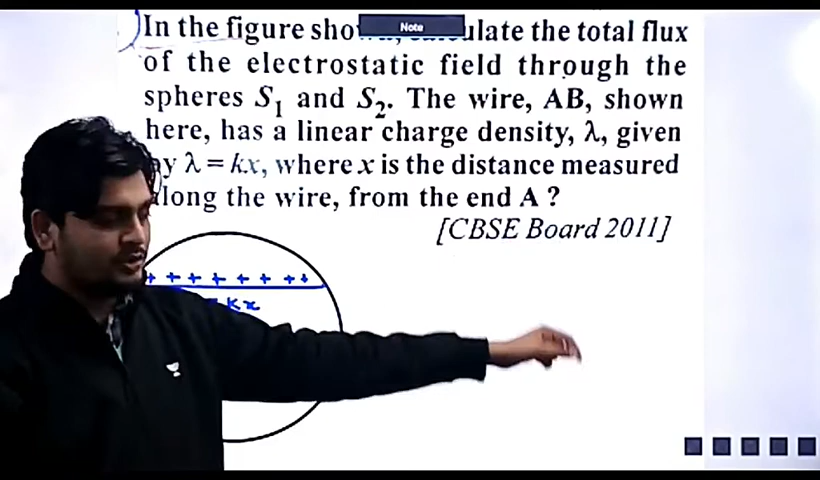 In the figure sho
Note
ulate the total flux
of the electrostatic field through the
spheres S₁ and S₂. The wire, AB, shown
here, has a linear charge density, λ, given
y λ = kx, where x is the distance measured
long the wire, from the end A ?
[CBSE Board 2011]
+ + + + + + +
kx